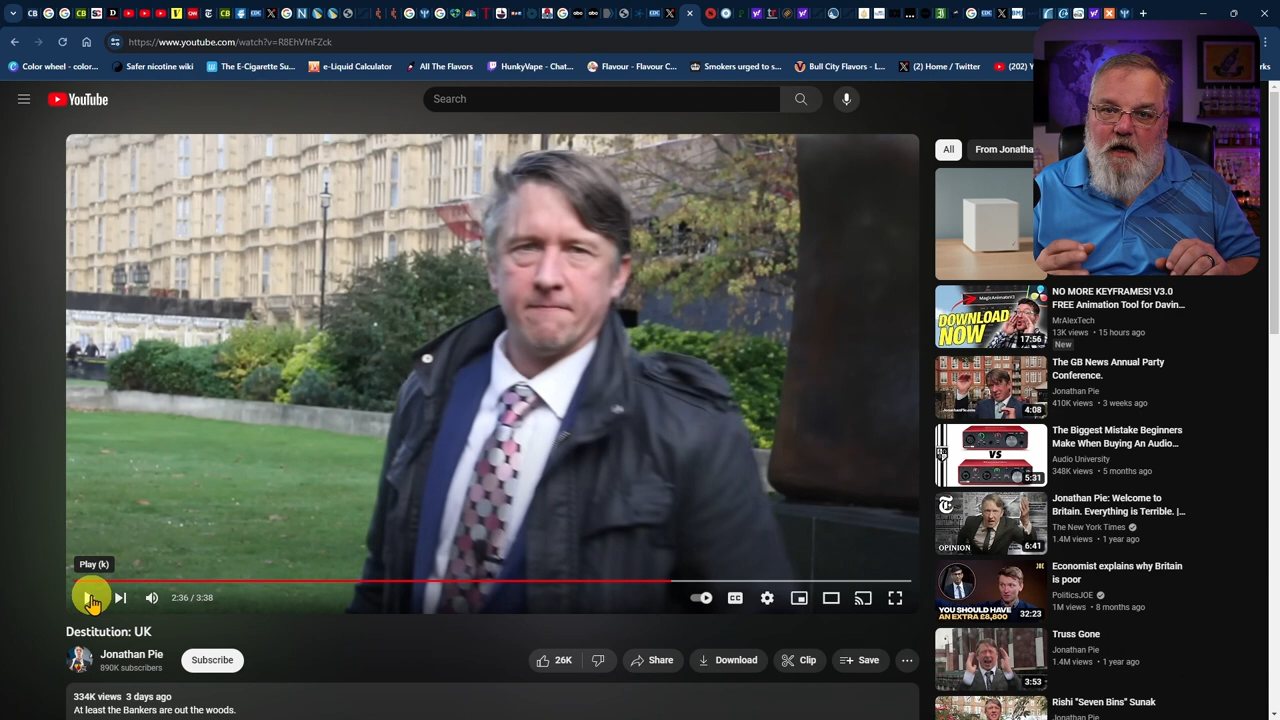 https://www.youtube.com/watch?v=R8EhVfnFZck
Color wheel - color...
Safer nicotine wiki
The E-Cigarette Su...
e-Liquid Calculator
All The Flavors
HunkyVape - Chat...
Flavour - Flavour C...
Smokers urged to s...
Bull City Flavors - L...
(2) Home / Twitter
YouTube
Search
All
From Jonatha
NO MORE KEYFRAMES! V3.0
FREE Animation Tool for Davin...
MrAlexTech
13K views • 15 hours ago
New
MagicAnimateV3
DOWNLOAD
NOW
17:56
The GB News Annual Party
Conference.
Jonathan Pie
410K views • 3 weeks ago
4:08
The Biggest Mistake Beginners
Make When Buying An Audio...
Audio University
348K views • 5 months ago
VS
5:31
Jonathan Pie: Welcome to
Britain. Everything is Terrible. |...
The New York Times
1.4M views • 1 year ago
OPINION
6:41
Economist explains why Britain
is poor
PoliticsJOE
1M views • 8 months ago
JOE
YOU SHOULD HAVE
AN EXTRA £8,800
32:23
Truss Gone
Jonathan Pie
1.4M views • 1 year ago
3:53
Rishi "Seven Bins" Sunak
Jonathan Pie
Play (k)
2:36 / 3:38
CC
Destitution: UK
Jonathan Pie
890K subscribers
Subscribe
26K
Share
Download
Clip
Save
334K views 3 days ago
At least the Bankers are out the woods.